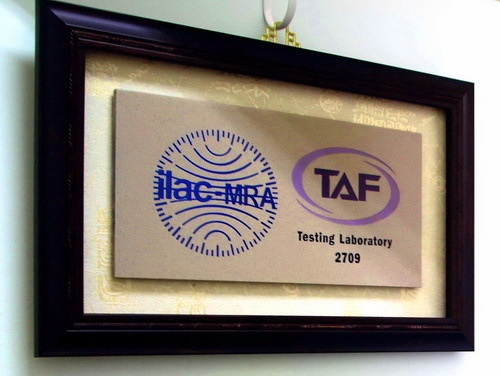 ilac-MRA
TAF
Testing Laboratory
2709